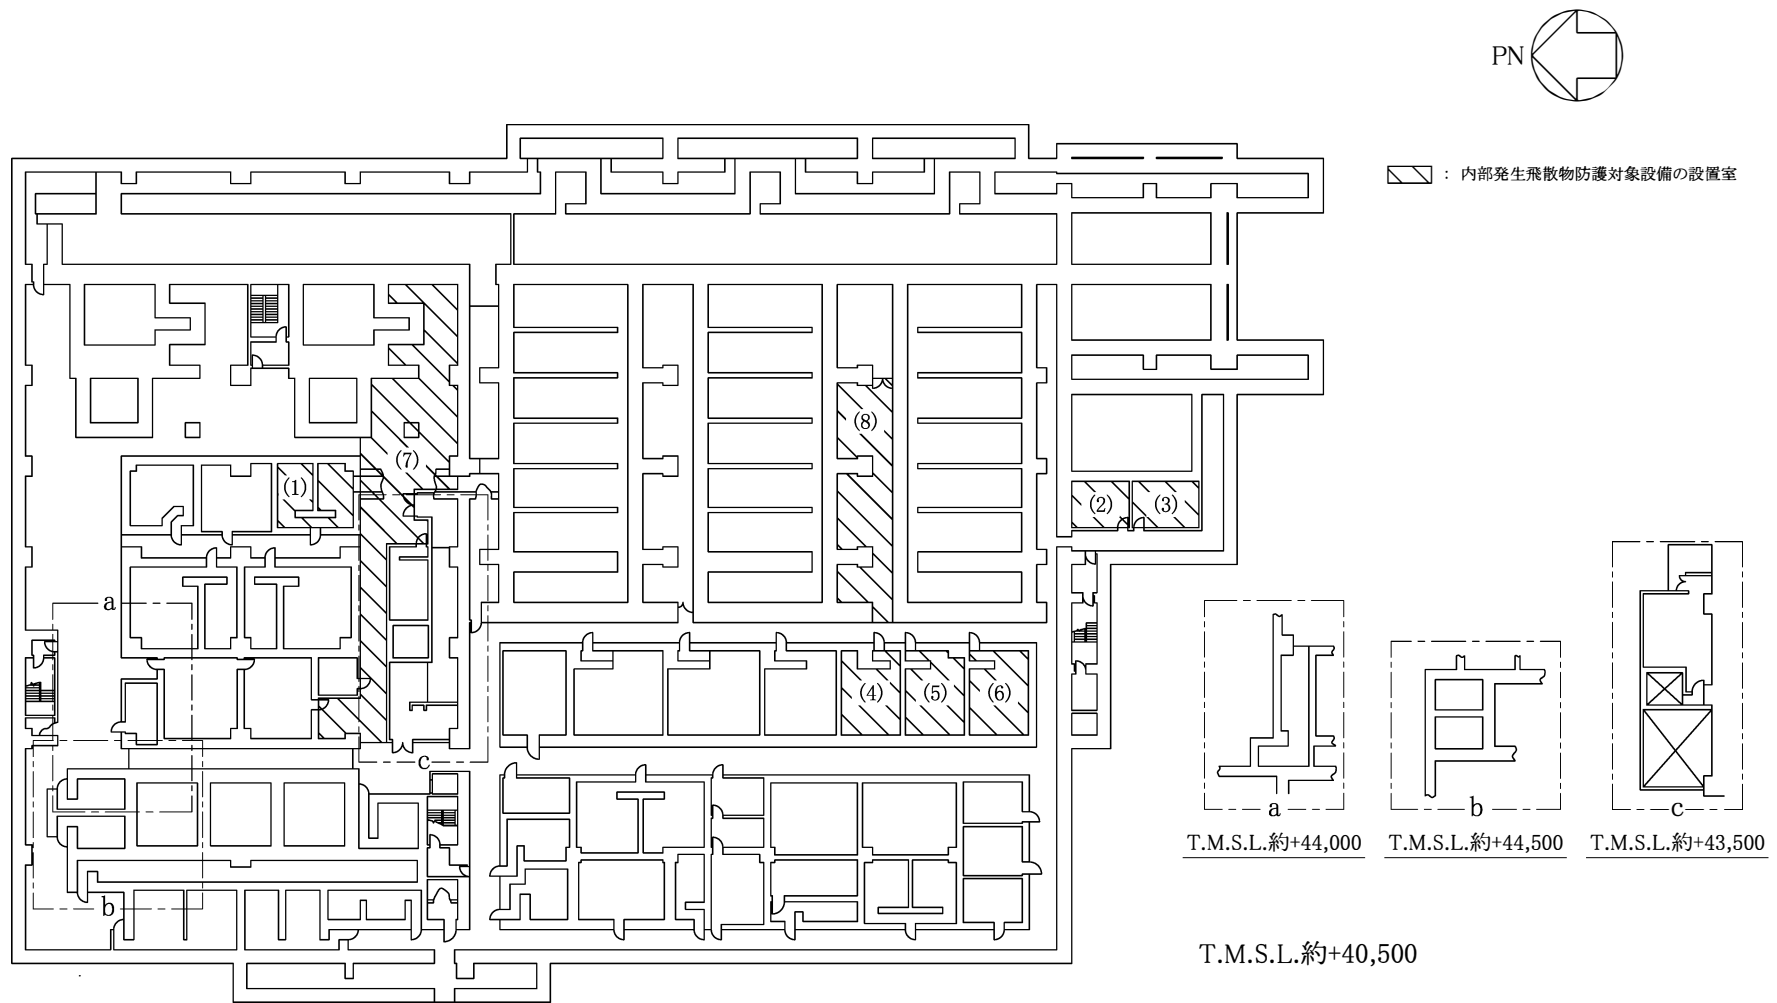 PN
：内部発生飛散物防護対象設備の設置室
(8)
(7)
(1)
(2)
(3)
a
(4)
(5)
(6)
c
b
a
b
c
T.M.S.L.約+44,000
T.M.S.L.約+44,500
T.M.S.L.約+43,500
T.M.S.L.約+40,500